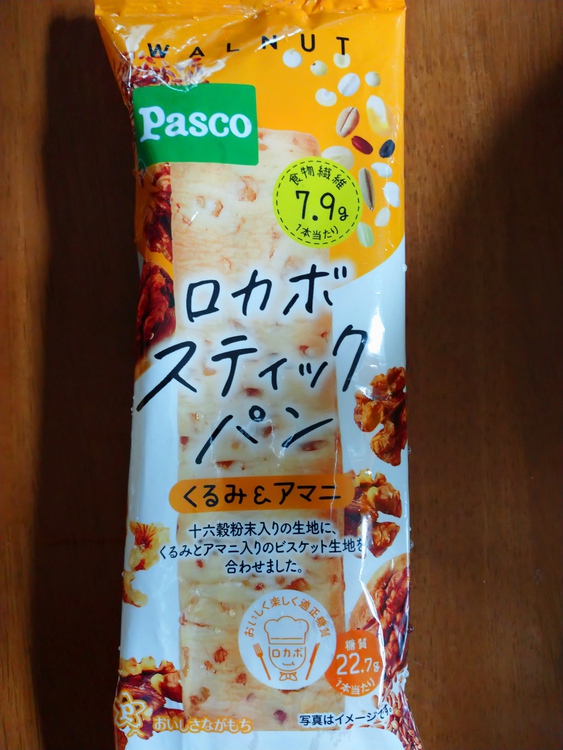 WALNUT
Pasco
食物繊維
7.9g
1本当たり
ロカボ
スティック
パン
くるみ&アマニ
十六穀粉末入りの生地に、
くるみとアマニ入りのビスケット生地を
合わせました。
おいしく楽しく適正糖質
ロカボ
糖質
22.7g
1本当たり
おいしさながもち
写真はイメージです。